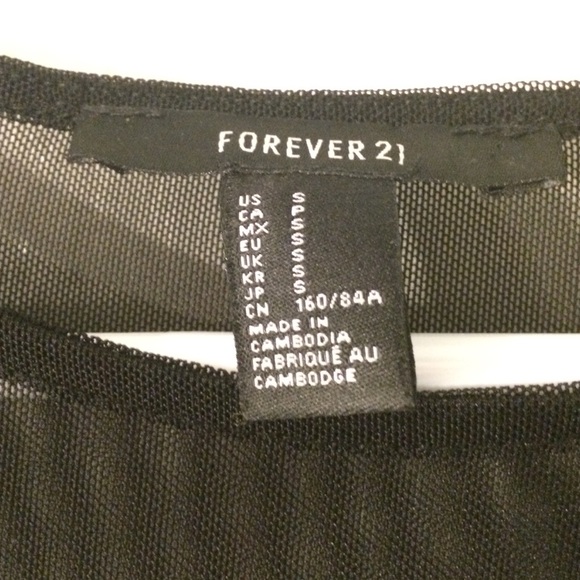 FOREVER 21
US S
CA P
MX S
EU S
UK S
KR S
JP S
CN 160/84A
MADE IN
CAMBODIA
FABRIQUÉ AU
CAMBODGE